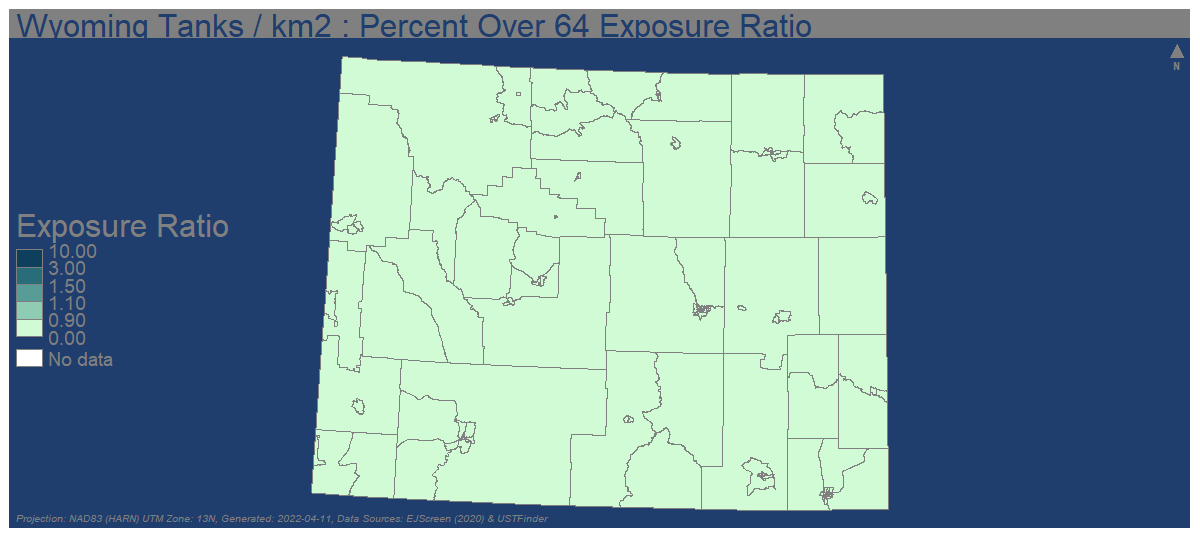 Wyoming Tanks / km2 : Percent Over 64 Exposure Ratio
N
Exposure Ratio
10.00
3.00
1.50
1.10
0.90
0.00
No data
Projection: NAD83 (HARN) UTM Zone: 13N, Generated: 2022-04-11, Data Sources: EJScreen (2020) & USTFinder